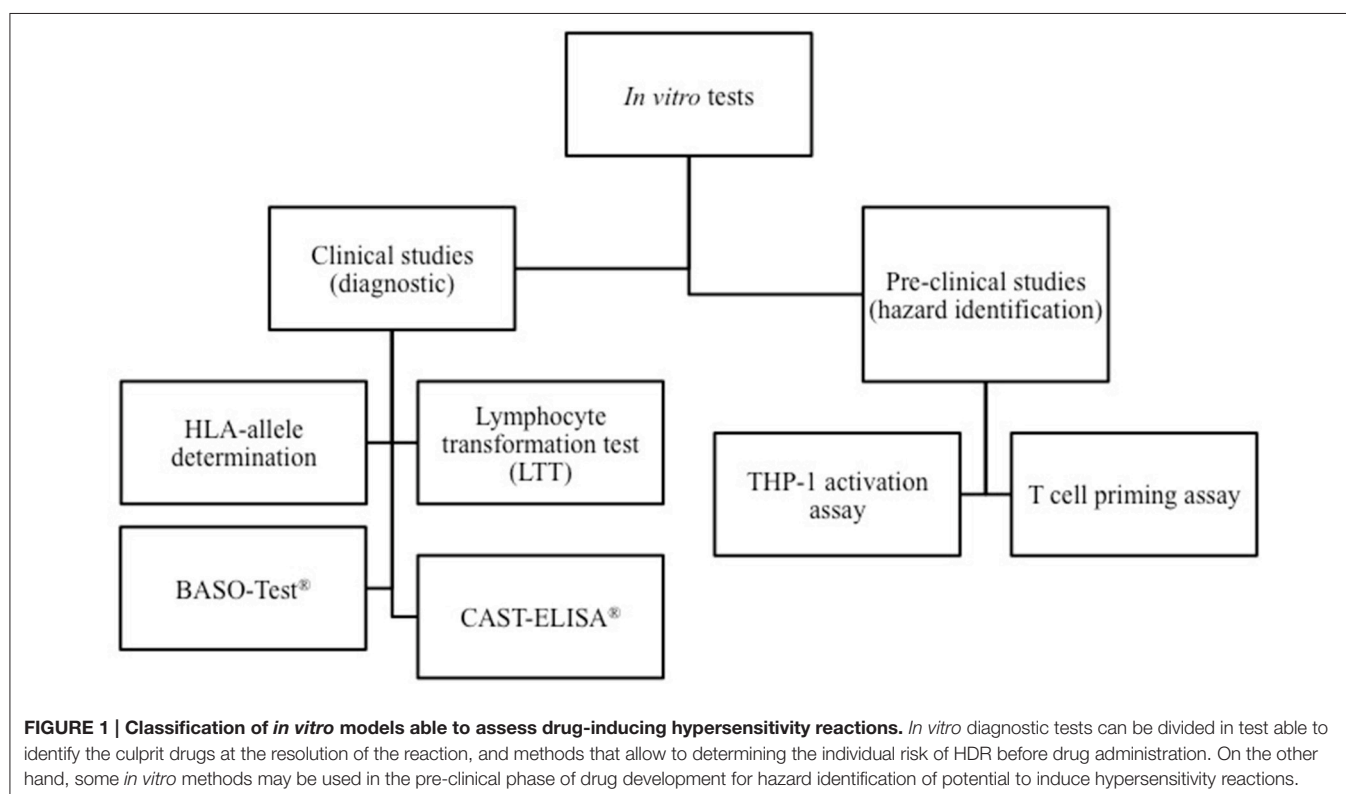 In vitro tests
Clinical studies
(diagnostic)
Pre-clinical studies
(hazard identification)
HLA-allele
determination
Lymphocyte
transformation test
(LTT)
THP-1 activation
assay
T cell priming assay
BASO-Test®
CAST-ELISA®
FIGURE 1 | Classification of in vitro models able to assess drug-inducing hypersensitivity reactions. In vitro diagnostic tests can be divided in test able to
identify the culprit drugs at the resolution of the reaction, and methods that allow to determining the individual risk of HDR before drug administration. On the other
hand, some in vitro methods may be used in the pre-clinical phase of drug development for hazard identification of potential to induce hypersensitivity reactions.